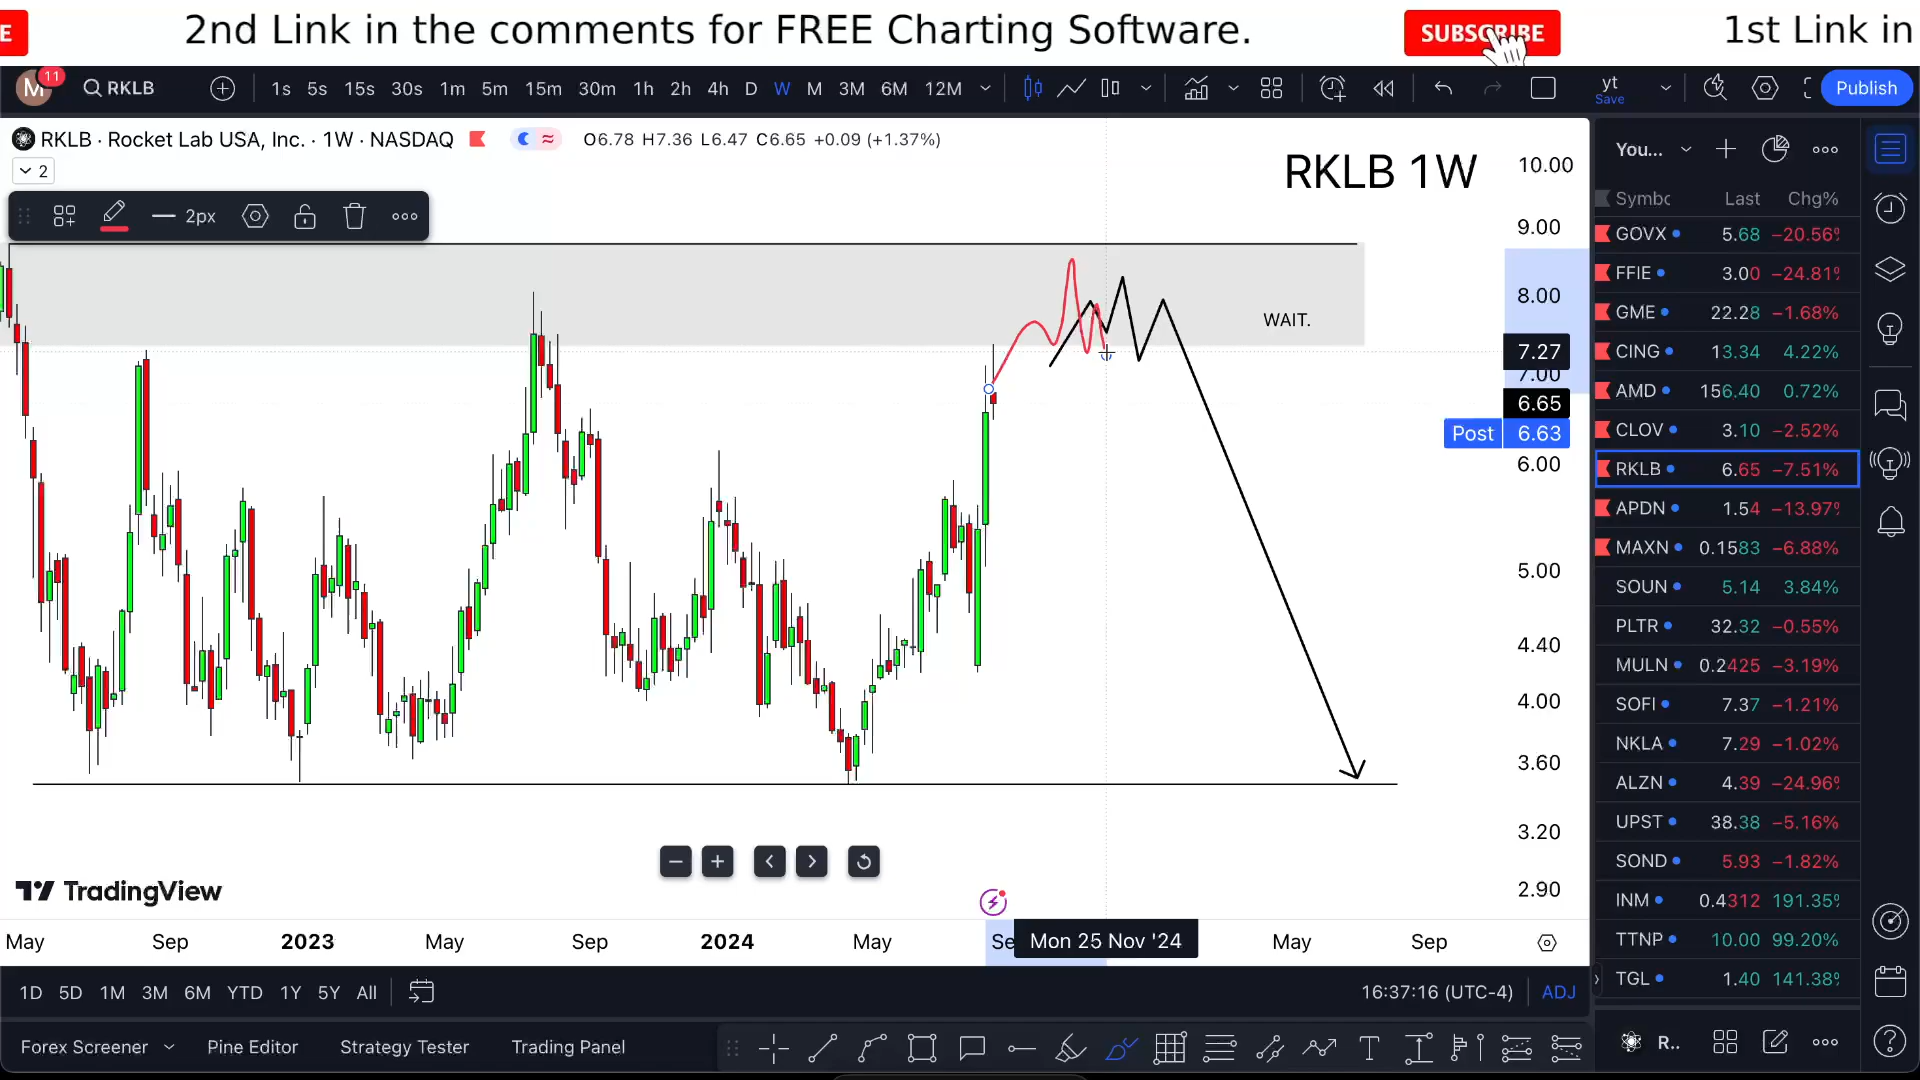 E
2nd Link in the comments for FREE Charting Software.
SUBSCRIBE
1st Link in
M
11
RKLB
1s 5s 15s 30s 1m 5m 15m 30m 1h 2h 4h D W M 3M 6M 12M
yt
Save
Publish
RKLB · Rocket Lab USA, Inc. · 1W · NASDAQ
O6.78 H7.36 L6.47 C6.65 +0.09 (+1.37%)
2
2px
RKLB 1W
WAIT.
10.00
9.00
8.00
7.27
7.00
6.65
Post 6.63
6.00
5.00
4.40
4.00
3.60
3.20
2.90
TradingView
May Sep 2023 May Sep 2024 May Se Mon 25 Nov '24 May Sep
1D 5D 1M 3M 6M YTD 1Y 5Y All
16:37:16 (UTC-4) ADJ
Forex Screener Pine Editor Strategy Tester Trading Panel
You...
Symbc Last Chg%
GOVX 5.68 −20.56%
FFIE 3.00 −24.81%
GME 22.28 −1.68%
CING 13.34 4.22%
AMD 156.40 0.72%
CLOV 3.10 −2.52%
RKLB 6.65 −7.51%
APDN 1.54 −13.97%
MAXN 0.1583 −6.88%
SOUN 5.14 3.84%
PLTR 32.32 −0.55%
MULN 0.2425 −3.19%
SOFI 7.37 −1.21%
NKLA 7.29 −1.02%
ALZN 4.39 −24.96%
UPST 38.38 −5.16%
SOND 5.93 −1.82%
INM 0.4312 191.35%
TTNP 10.00 99.20%
TGL 1.40 141.38%
R..